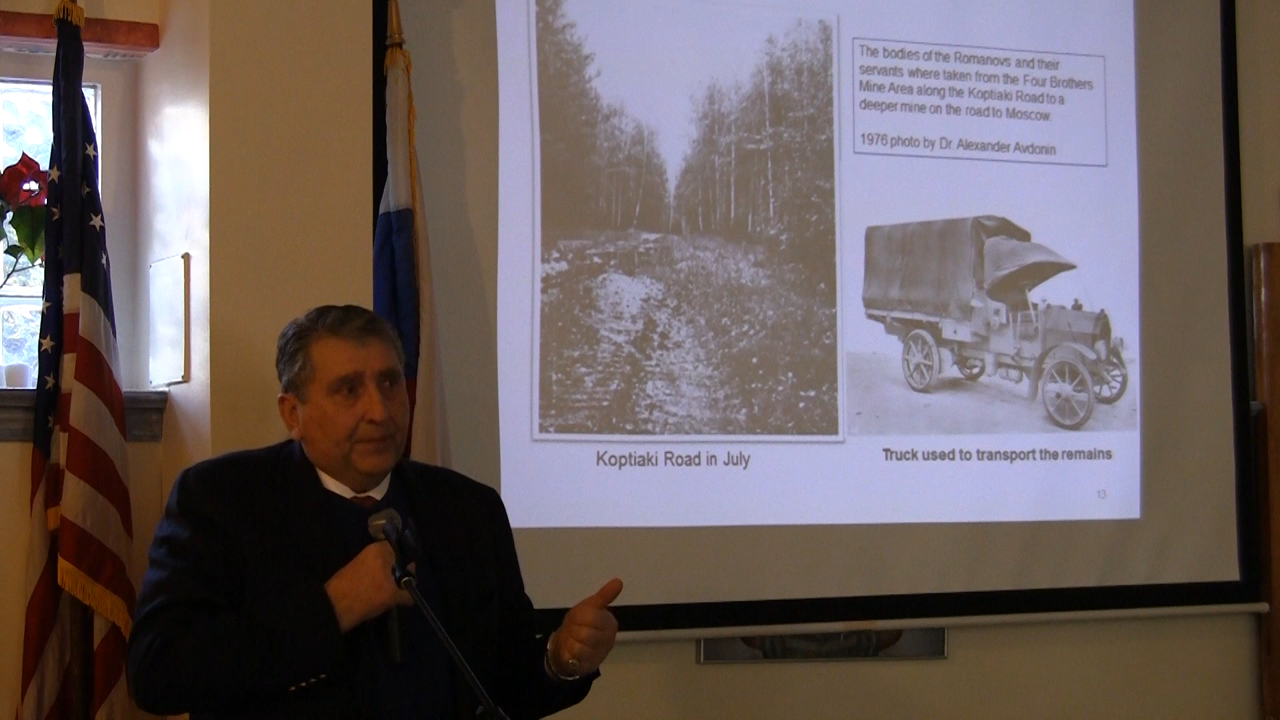 The bodies of the Romanovs and their
servants where taken from the Four Brothers
Mine Area along the Koptiaki Road to a
deeper mine on the road to Moscow.
1976 photo by Dr. Alexander Avdonin
Koptiaki Road in July
Truck used to transport the remains
13